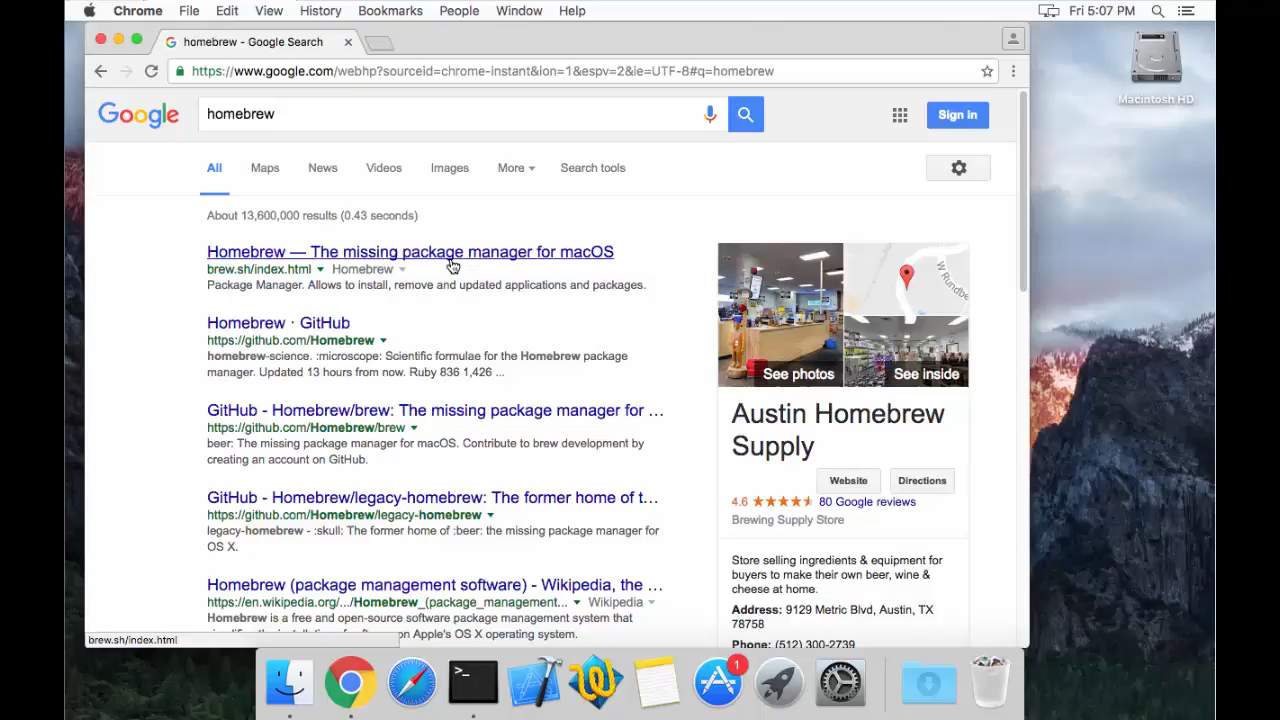 Chrome File Edit View History Bookmarks People Window Help Fri 5:07 PM
homebrew - Google Search
https://www.google.com/webhp?sourceid=chrome-instant&ion=1&espv=2&ie=UTF-8#q=homebrew
Macintosh HD
Google homebrew Sign in
All Maps News Videos Images More Search tools
About 13,600,000 results (0.43 seconds)
Homebrew — The missing package manager for macOS
brew.sh/index.html Homebrew
Package Manager. Allows to install, remove and updated applications and packages.
Homebrew · GitHub
https://github.com/Homebrew
homebrew-science. :microscope: Scientific formulae for the Homebrew package
manager. Updated 13 hours from now. Ruby 836 1,426 ...
GitHub - Homebrew/brew: The missing package manager for ...
https://github.com/Homebrew/brew
beer: The missing package manager for macOS. Contribute to brew development by
creating an account on GitHub.
GitHub - Homebrew/legacy-homebrew: The former home of t...
https://github.com/Homebrew/legacy-homebrew
legacy-homebrew - :skull: The former home of :beer: the missing package manager for
OS X.
Homebrew (package management software) - Wikipedia, the ...
https://en.wikipedia.org/.../Homebrew_(package_management... Wikipedia
Homebrew is a free and open-source software package management system that
on Apple's OS X operating system.
brew.sh/index.html
W Rundbe
See photos
See inside
Austin Homebrew
Supply
Website Directions
4.6 80 Google reviews
Brewing Supply Store
Store selling ingredients & equipment for
buyers to make their own beer, wine &
cheese at home.
Address: 9129 Metric Blvd, Austin, TX
78758
Phone: (512) 300-2739
1